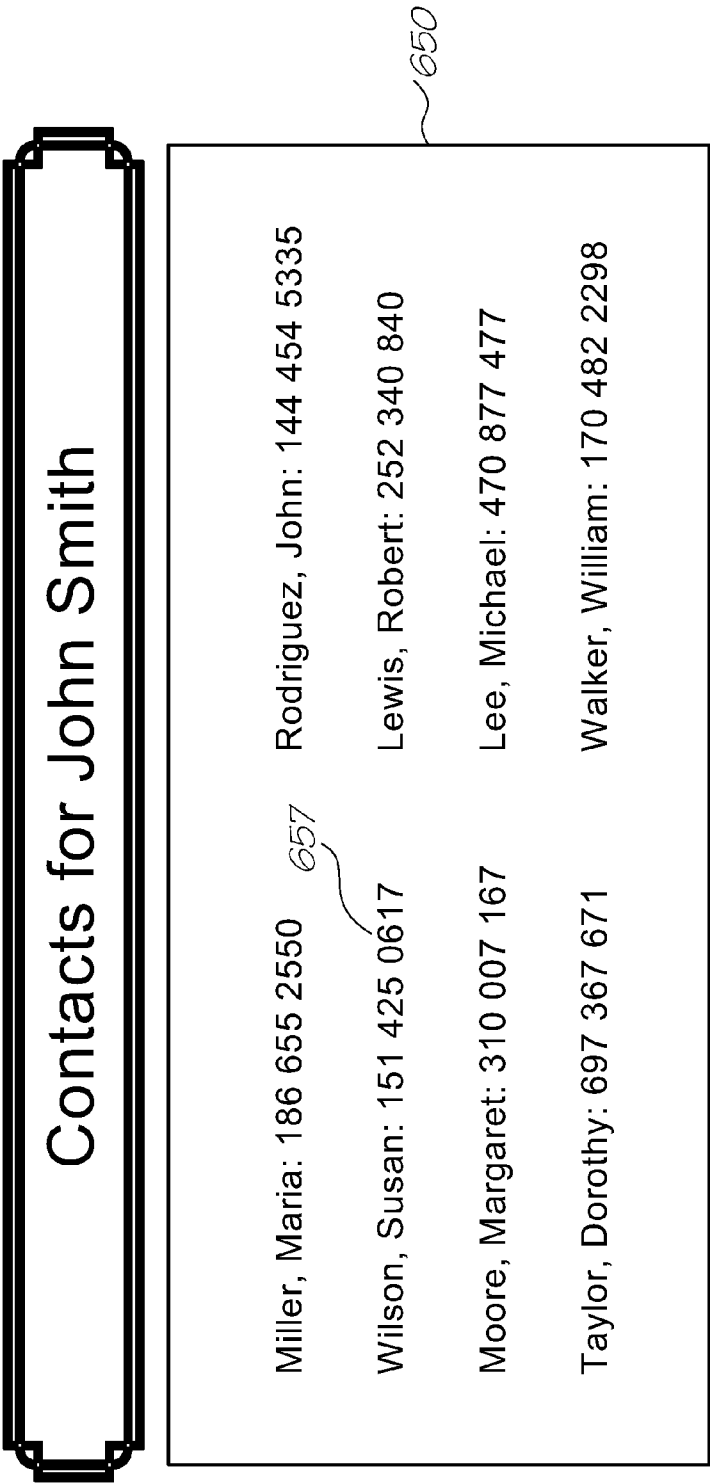 Contacts for John Smith
650
Miller, Maria: 186 655 2550
Rodriguez, John: 144 454 5335
657
Wilson, Susan: 151 425 0617
Lewis, Robert: 252 340 840
Moore, Margaret: 310 007 167
Lee, Michael: 470 877 477
Taylor, Dorothy: 697 367 671
Walker, William: 170 482 2298